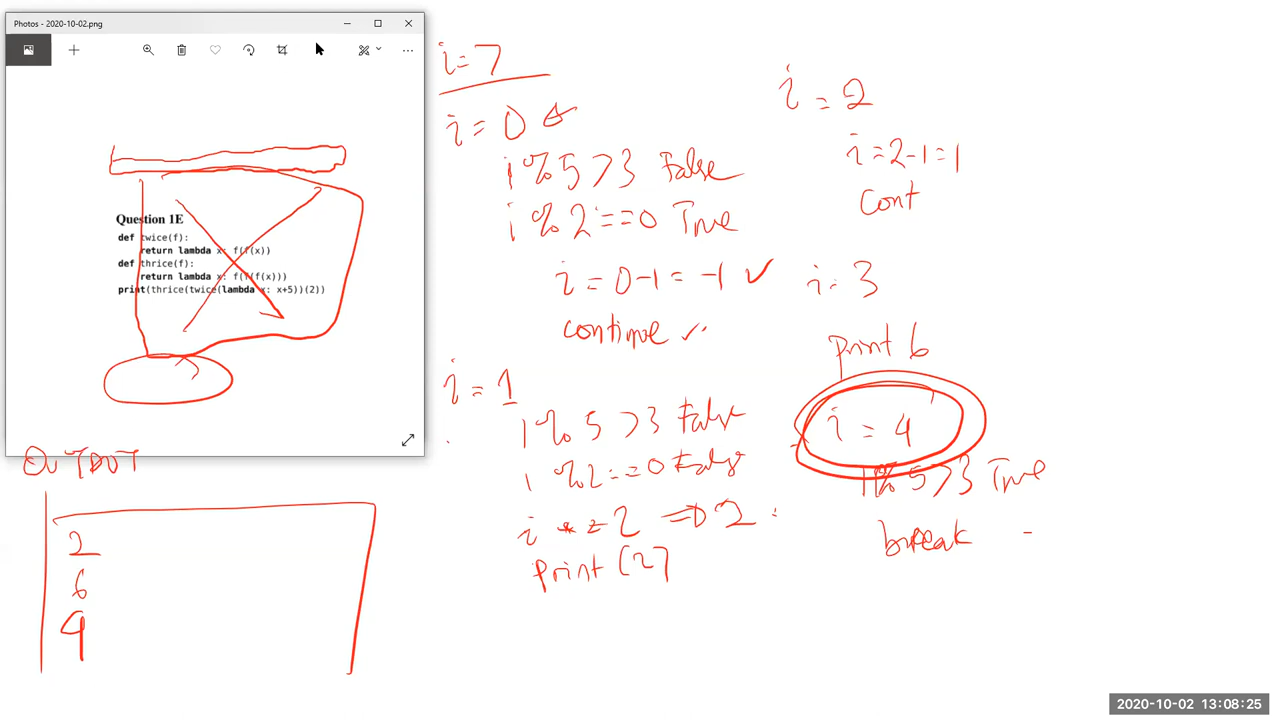 Photos - 2020-10-02.png
Question 1E
def twice(f):
return lambda x: f(f(x))
def thrice(f):
return lambda x: f(f(f(x)))
print(thrice(twice(lambda x: x+5))(2))
OUTPUT
2
6
4
i = 7
i = 0
i % 5 > 3 False
i % 2 == 0 True
i = 0-1 = -1 ✓
continue ✓
i = 1
1 % 5 > 3 False
1 % 2 == 0 False
i *= 2 => 2
print (2)
i = 2
i = 2-1 = 1
cont
i = 3
print 6
i = 4
i % 5 > 3 True
break
2020-10-02 13:08:25